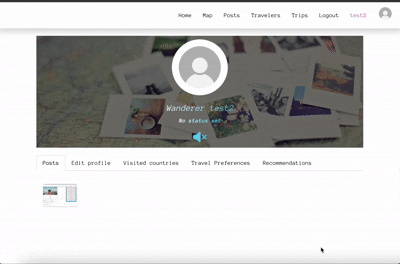 Home Map Posts Travelers Trips Logout test2
Wanderer test2
No status set
Posts Edit profile Visited countries Travel Preferences Recommendations